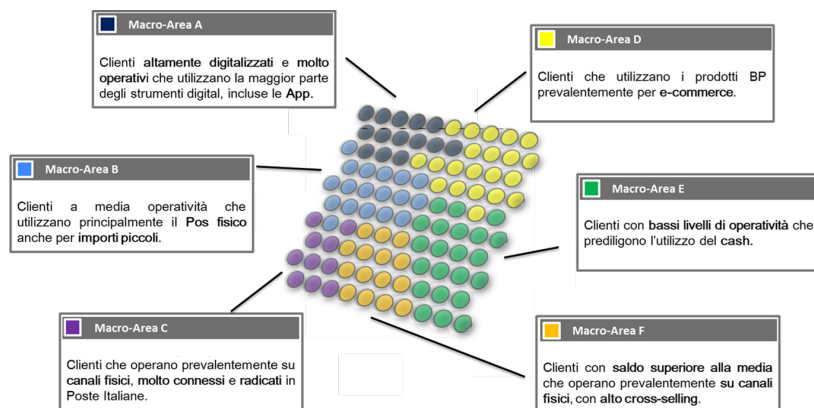 Macro-Area A
Clienti altamente digitalizzati e molto
operativi che utilizzano la maggior parte
degli strumenti digital, incluse le App.
Macro-Area D
Clienti che utilizzano i prodotti BP
prevalentemente per e-commerce.
Macro-Area B
Clienti a media operatività che
utilizzano principalmente il Pos fisico
anche per importi piccoli.
Macro-Area E
Clienti con bassi livelli di operatività che
prediligono l'utilizzo del cash.
Macro-Area C
Clienti che operano prevalentemente su
canali fisici, molto connessi e radicati in
Poste Italiane.
Macro-Area F
Clienti con saldo superiore alla media
che operano prevalentemente su canali
fisici, con alto cross-selling.